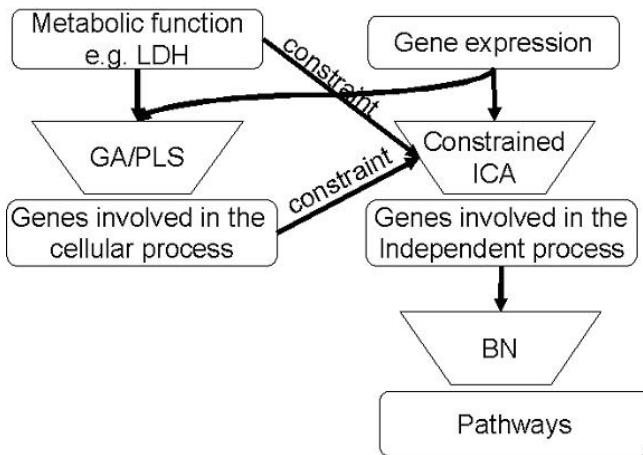 Metabolic function
e.g. LDH
Gene expression
constraint
GA/PLS
Constrained
ICA
constraint
Genes involved in the
cellular process
Genes involved in the
Independent process
BN
Pathways